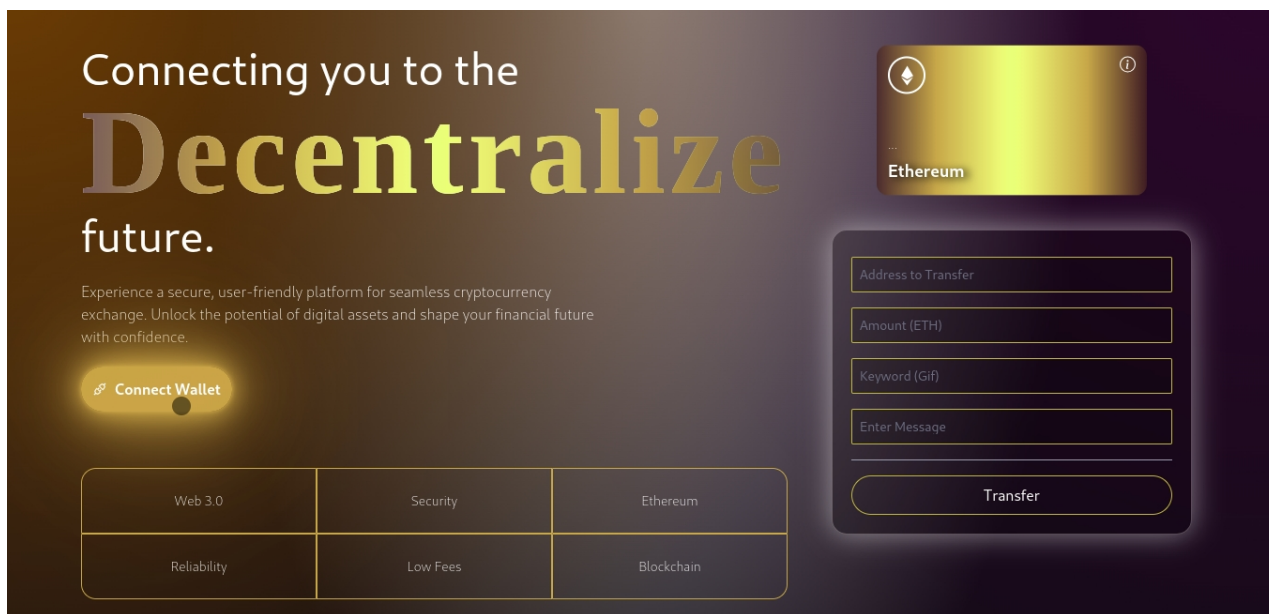 Connecting you to the
Decentralize
future.
Experience a secure, user-friendly platform for seamless cryptocurrency
exchange. Unlock the potential of digital assets and shape your financial future
with confidence.
Connect Wallet
Web 3.0
Security
Ethereum
Reliability
Low Fees
Blockchain
i
...
Ethereum
Address to Transfer
Amount (ETH)
Keyword (Gif)
Enter Message
Transfer